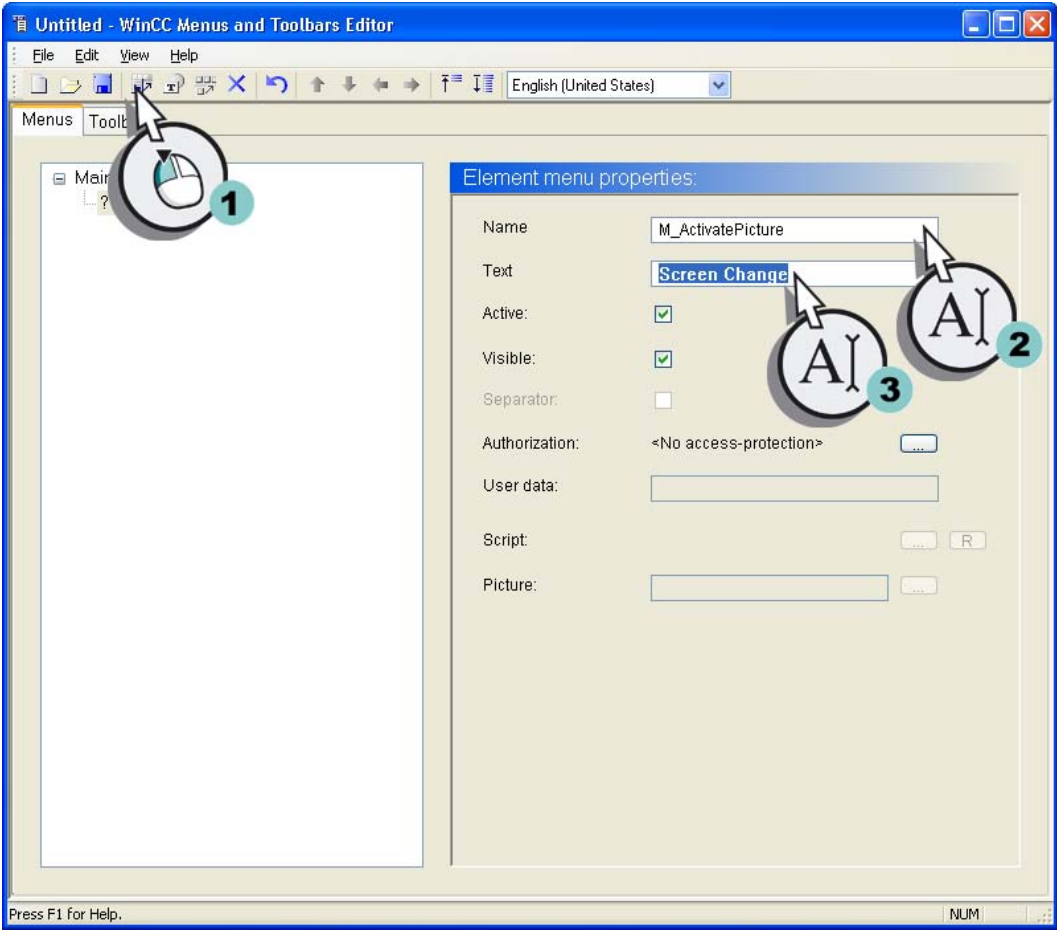 Untitled - WinCC Menus and Toolbars Editor
File Edit View Help
English (United States)
Menus
Element menu properties:
?
1
Name M_ActivatePicture
Text Screen Change
2
Active:
Visible:
3
Separator:
Authorization: <No access-protection> ...
User data:
Script: ... R
Picture: ...
Press F1 for Help. NUM